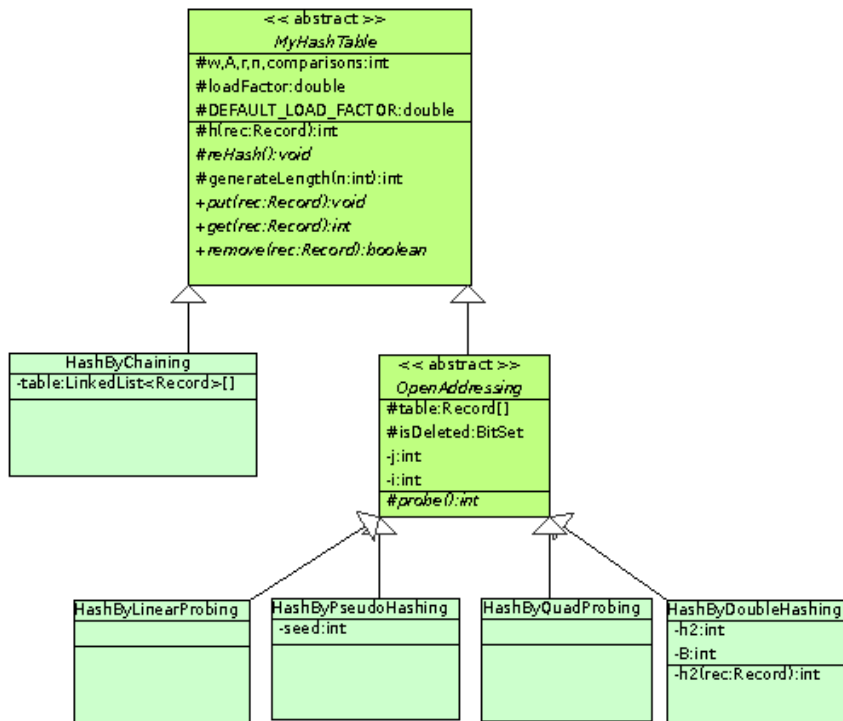 << abstract >>
MyHashTable
#w,A,r,n,comparisons:int
#loadFactor:double
#DEFAULT_LOAD_FACTOR:double
#h(rec:Record):int
#reHash():void
#generateLength(n:int):int
+put(rec:Record):void
+get(rec:Record):int
+remove(rec:Record):boolean
HashByChaining
-table:LinkedList<Record>[]
<< abstract >>
OpenAddressing
#table:Record[]
#isDeleted:BitSet
-j:int
-i:int
#probe():int
HashByLinearProbing
HashByPseudoHashing
-seed:int
HashByQuadProbing
HashByDoubleHashing
-h2:int
-B:int
-h2(rec:Record):int